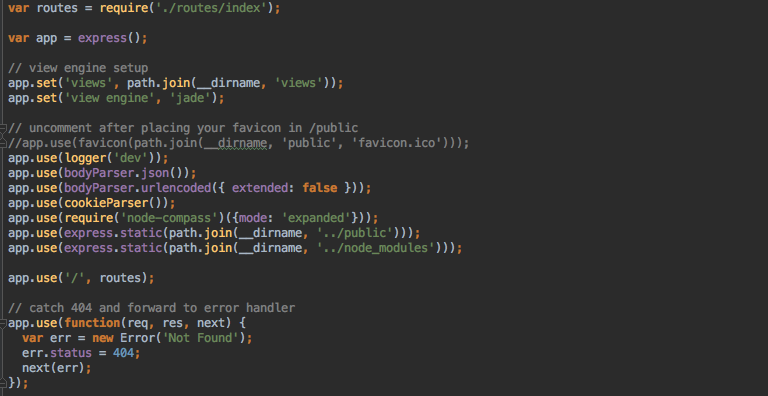 var routes = require('./routes/index');
var app = express();
// view engine setup
app.set('views', path.join(__dirname, 'views'));
app.set('view engine', 'jade');
// uncomment after placing your favicon in /public
//app.use(favicon(path.join(__dirname, 'public', 'favicon.ico')));
app.use(logger('dev'));
app.use(bodyParser.json());
app.use(bodyParser.urlencoded({ extended: false }));
app.use(cookieParser());
app.use(require('node-compass')({mode: 'expanded'}));
app.use(express.static(path.join(__dirname, '../public')));
app.use(express.static(path.join(__dirname, '../node_modules')));
app.use('/', routes);
// catch 404 and forward to error handler
app.use(function(req, res, next) {
  var err = new Error('Not Found');
  err.status = 404;
  next(err);
});